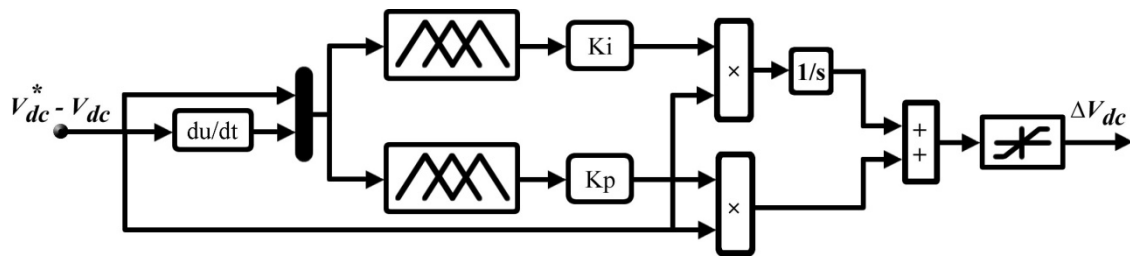 V*dc - Vdc
du/dt
Ki
Kp
×
×
1/s
+
+
ΔVdc